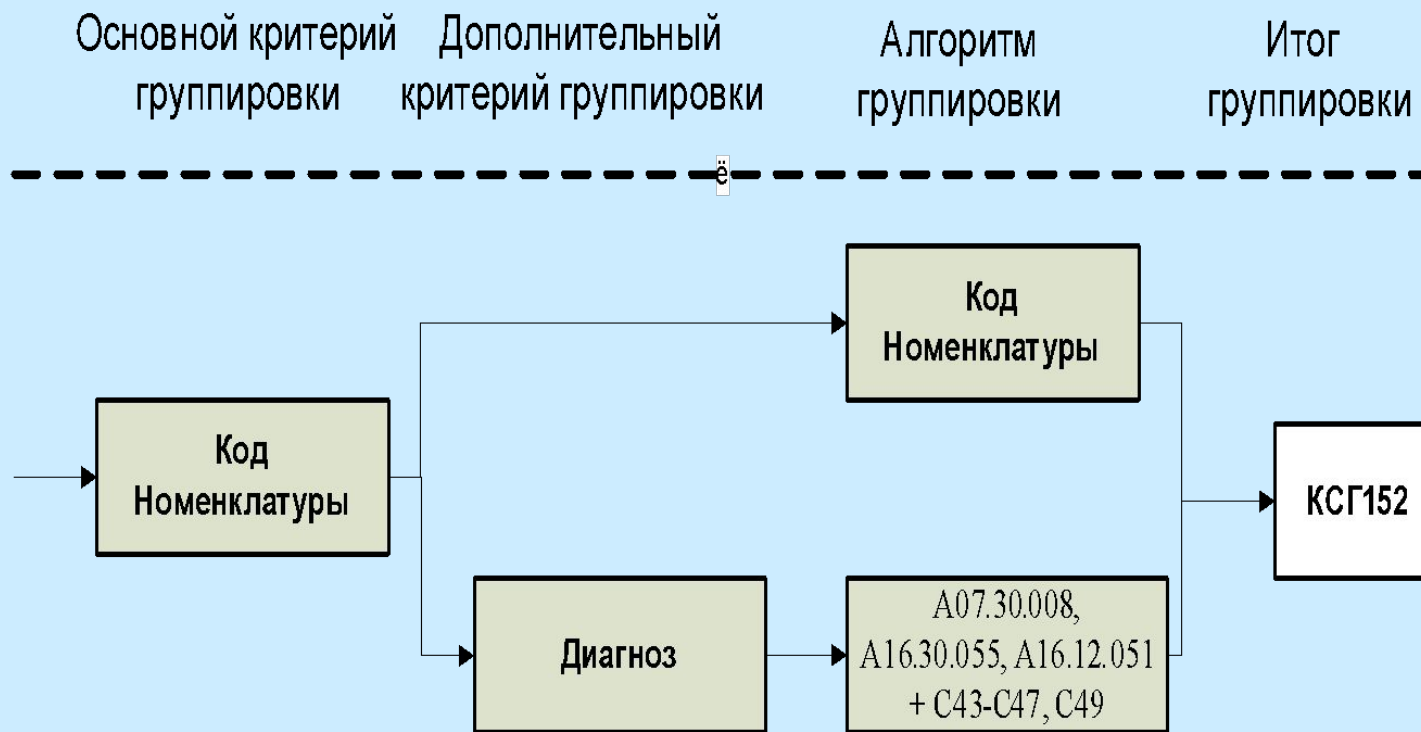 Основной критерий
группировки
Дополнительный
критерий группировки
Алгоритм
группировки
Итог
группировки
ё
Код
Номенклатуры
Код
Номенклатуры
КСГ152
Диагноз
A07.30.008,
A16.30.055, A16.12.051
+ C43-C47, C49